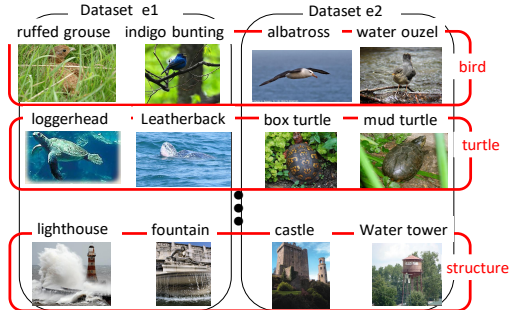 Dataset e1 Dataset e2
ruffed grouse indigo bunting albatross water ouzel
bird
loggerhead Leatherback box turtle mud turtle
turtle
lighthouse fountain castle Water tower
structure